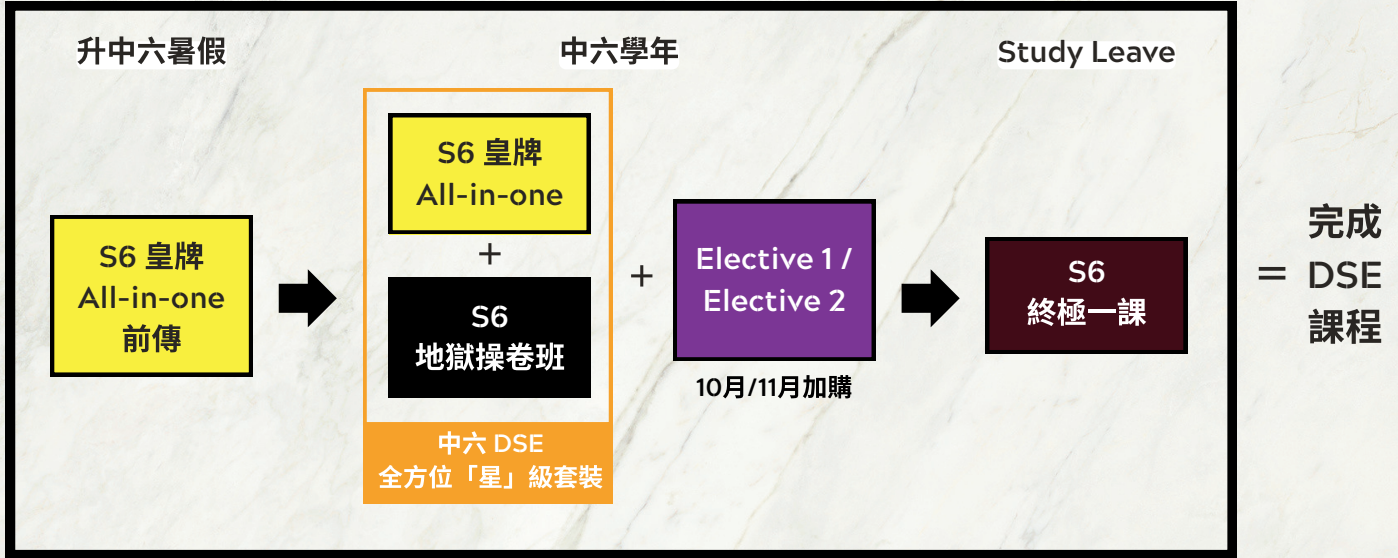 升中六暑假
中六學年
Study Leave
S6 皇牌
All-in-one
前傳
S6 皇牌
All-in-one
+
S6
地獄操卷班
中六 DSE
全方位「星」級套裝
+
Elective 1 /
Elective 2
10月/11月加購
S6
終極一課
=
完成
DSE
課程